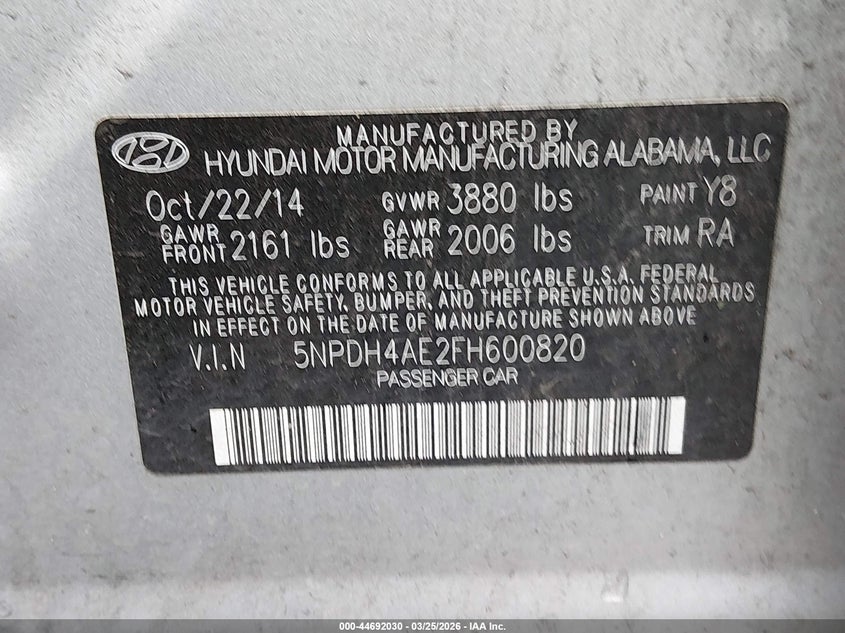 MANUFACTURED BY
HYUNDAI MOTOR MANUFACTURING ALABAMA, LLC
Oct/22/14 GVWR 3880 lbs PAINT Y8
GAWR FRONT 2161 lbs GAWR REAR 2006 lbs TRIM RA
THIS VEHICLE CONFORMS TO ALL APPLICABLE U.S.A. FEDERAL
MOTOR VEHICLE SAFETY, BUMPER, AND THEFT PREVENTION STANDARDS
IN EFFECT ON THE DATE OF MANUFACTURE SHOWN ABOVE
V.I.N 5NPDH4AE2FH600820
PASSENGER CAR
000-44692030 — 03/25/2026 — IAA Inc.